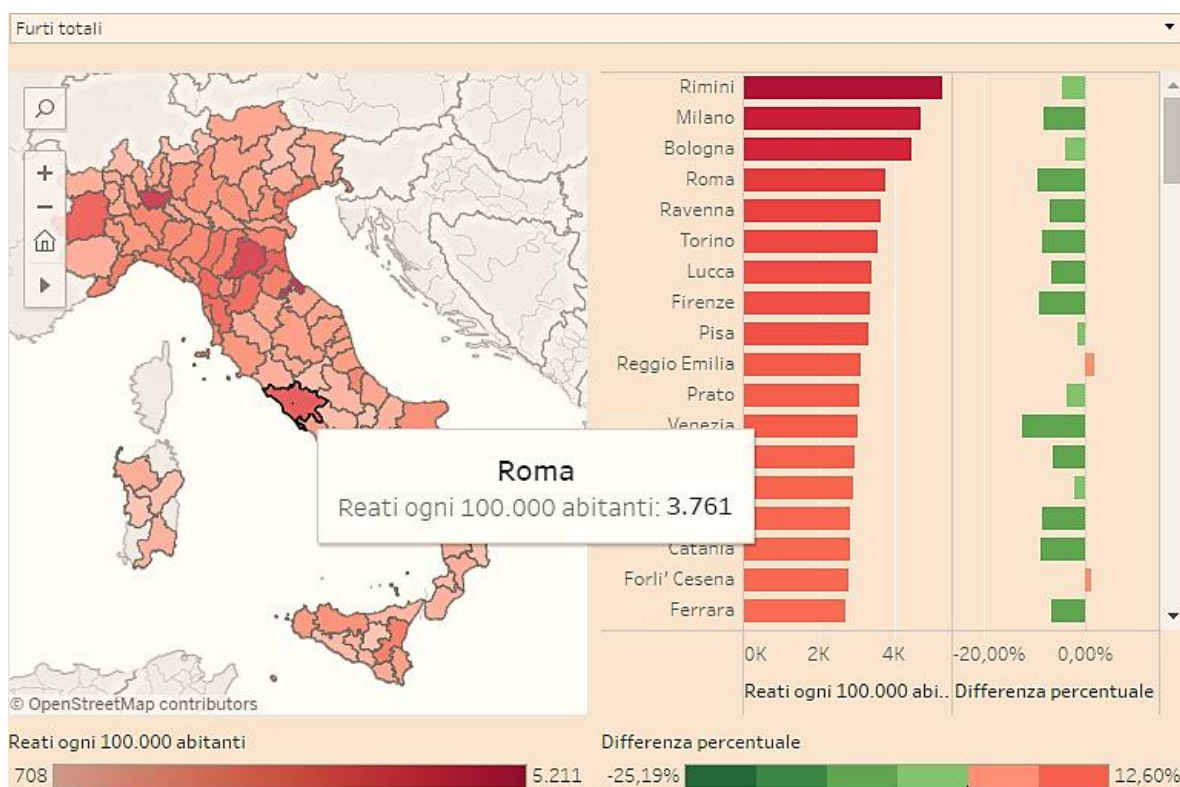 Furti totali
© OpenStreetMap contributors
Roma
Reati ogni 100.000 abitanti: 3.761
Rimini
Milano
Bologna
Roma
Ravenna
Torino
Lucca
Firenze
Pisa
Reggio Emilia
Prato
Venezia
Catania
Forli' Cesena
Ferrara
0K 2K 4K -20,00% 0,00%
Reati ogni 100.000 abi.. Differenza percentuale
Reati ogni 100.000 abitanti
708 5.211
Differenza percentuale
-25,19% 12,60%